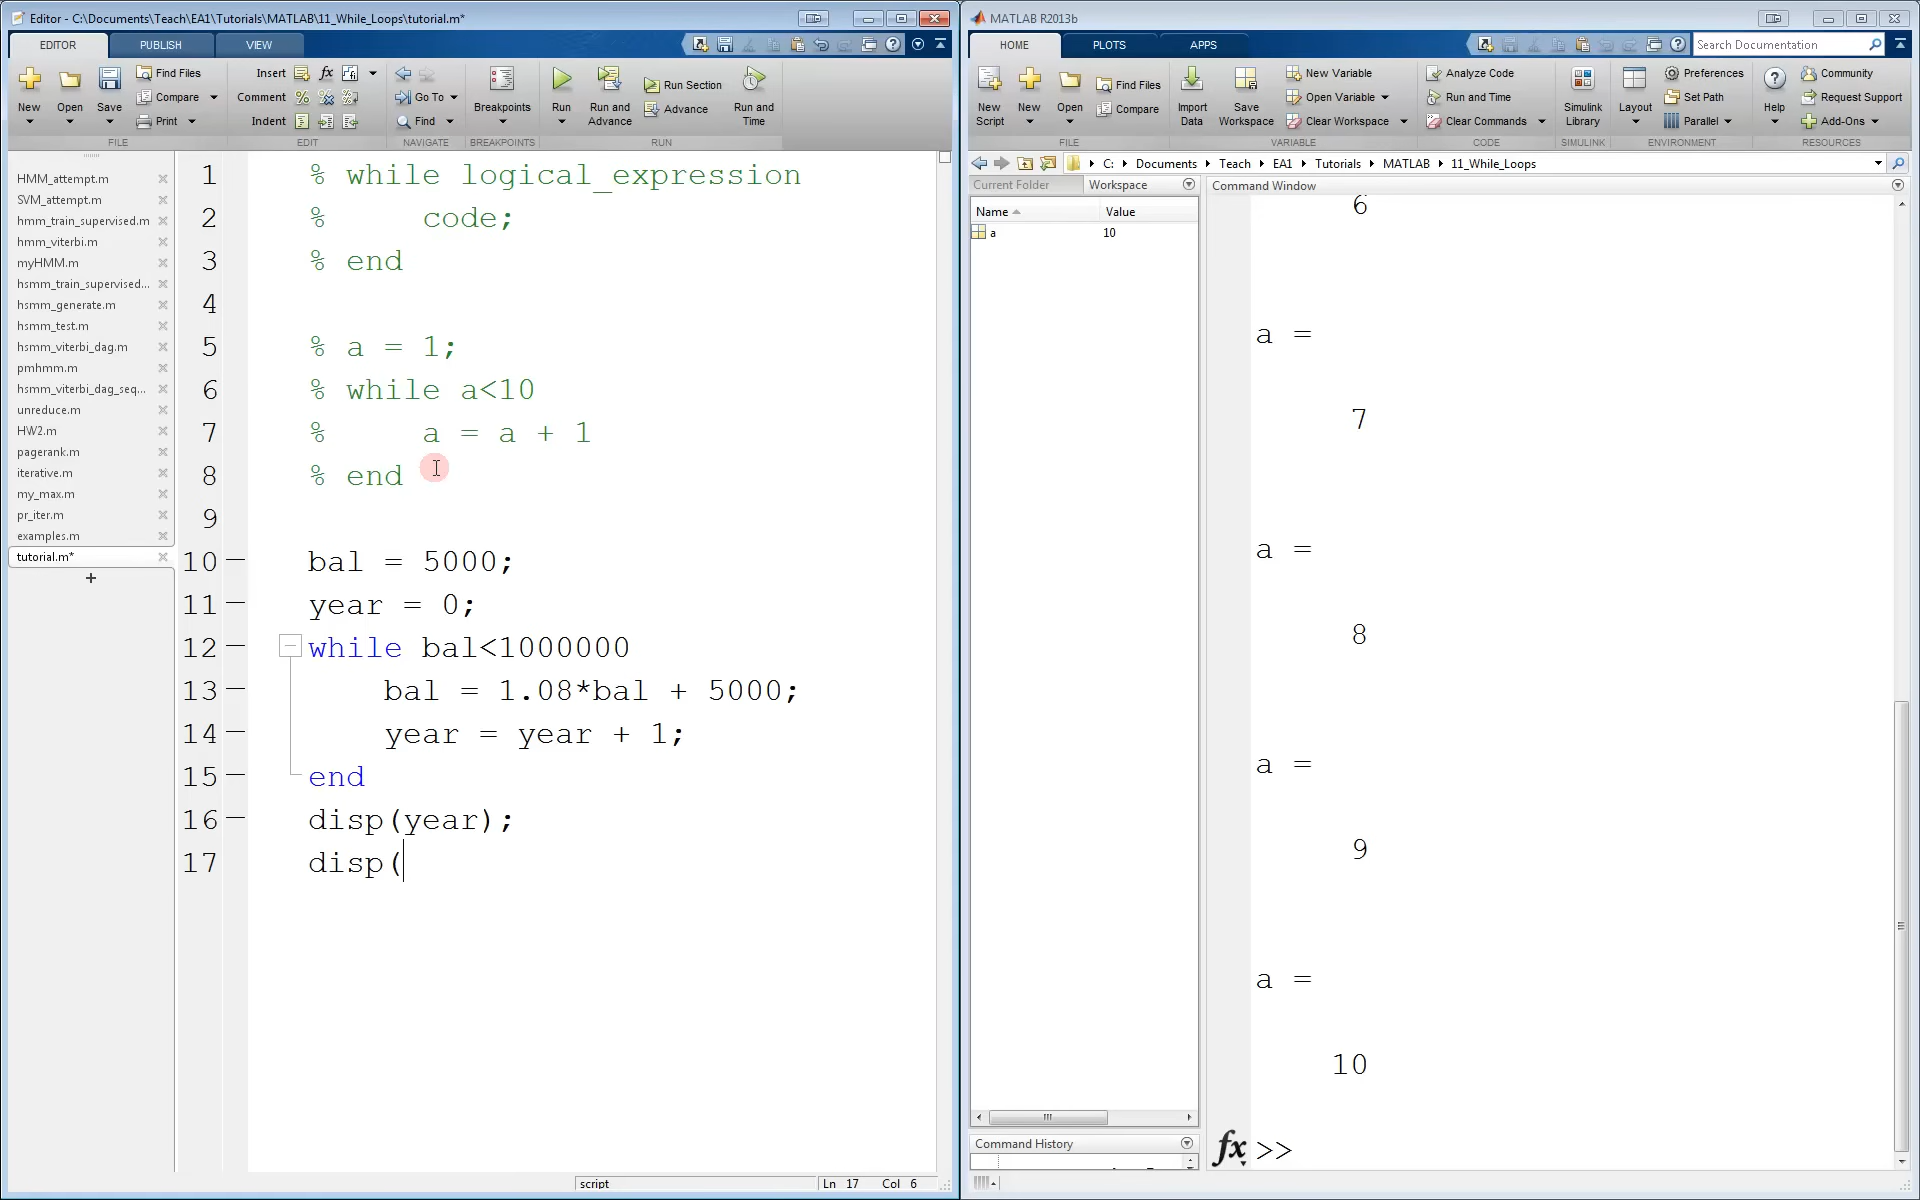 Editor - C:\Documents\Teach\EA1\Tutorials\MATLAB\11_While_Loops\tutorial.m*
EDITOR PUBLISH VIEW
New Open Save
Find Files
Compare
Print
FILE
Insert fx
Comment
Indent
EDIT
Go To
Find
NAVIGATE
Breakpoints
BREAKPOINTS
Run
Run and Advance
Run Section
Advance
Run and Time
RUN
HMM_attempt.m
SVM_attempt.m
hmm_train_supervised.m
hmm_viterbi.m
myHMM.m
hsmm_train_supervised...
hsmm_generate.m
hsmm_test.m
hsmm_viterbi_dag.m
pmhmm.m
hsmm_viterbi_dag_seq...
unreduce.m
HW2.m
pagerank.m
iterative.m
my_max.m
pr_iter.m
examples.m
tutorial.m*
1 % while logical_expression
2 %     code;
3 % end
4
5 % a = 1;
6 % while a<10
7 %     a = a + 1
8 % end
9
10 bal = 5000;
11 year = 0;
12 while bal<1000000
13     bal = 1.08*bal + 5000;
14     year = year + 1;
15 end
16 disp(year);
17 disp(
script Ln 17 Col 6
MATLAB R2013b
HOME PLOTS APPS
Search Documentation
New Script
New
Open
Find Files
Compare
FILE
Import Data
Save Workspace
New Variable
Open Variable
Clear Workspace
VARIABLE
Analyze Code
Run and Time
Clear Commands
CODE
Simulink Library
SIMULINK
Layout
Preferences
Set Path
Parallel
ENVIRONMENT
Help
Community
Request Support
Add-Ons
RESOURCES
C: Documents Teach EA1 Tutorials MATLAB 11_While_Loops
Current Folder Workspace
Name Value
a 10
Command History
Command Window
6
a =
7
a =
8
a =
9
a =
10
fx >>